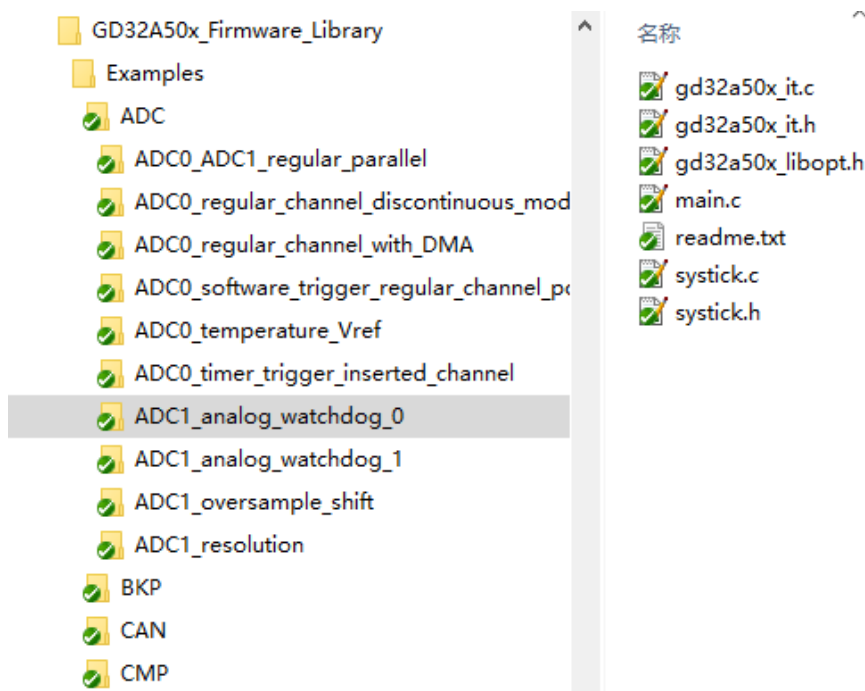 GD32A50x_Firmware_Library
Examples
ADC
ADC0_ADC1_regular_parallel
ADC0_regular_channel_discontinuous_mod
ADC0_regular_channel_with_DMA
ADC0_software_trigger_regular_channel_po
ADC0_temperature_Vref
ADC0_timer_trigger_inserted_channel
ADC1_analog_watchdog_0
ADC1_analog_watchdog_1
ADC1_oversample_shift
ADC1_resolution
BKP
CAN
CMP
名称
gd32a50x_it.c
gd32a50x_it.h
gd32a50x_libopt.h
main.c
readme.txt
systick.c
systick.h